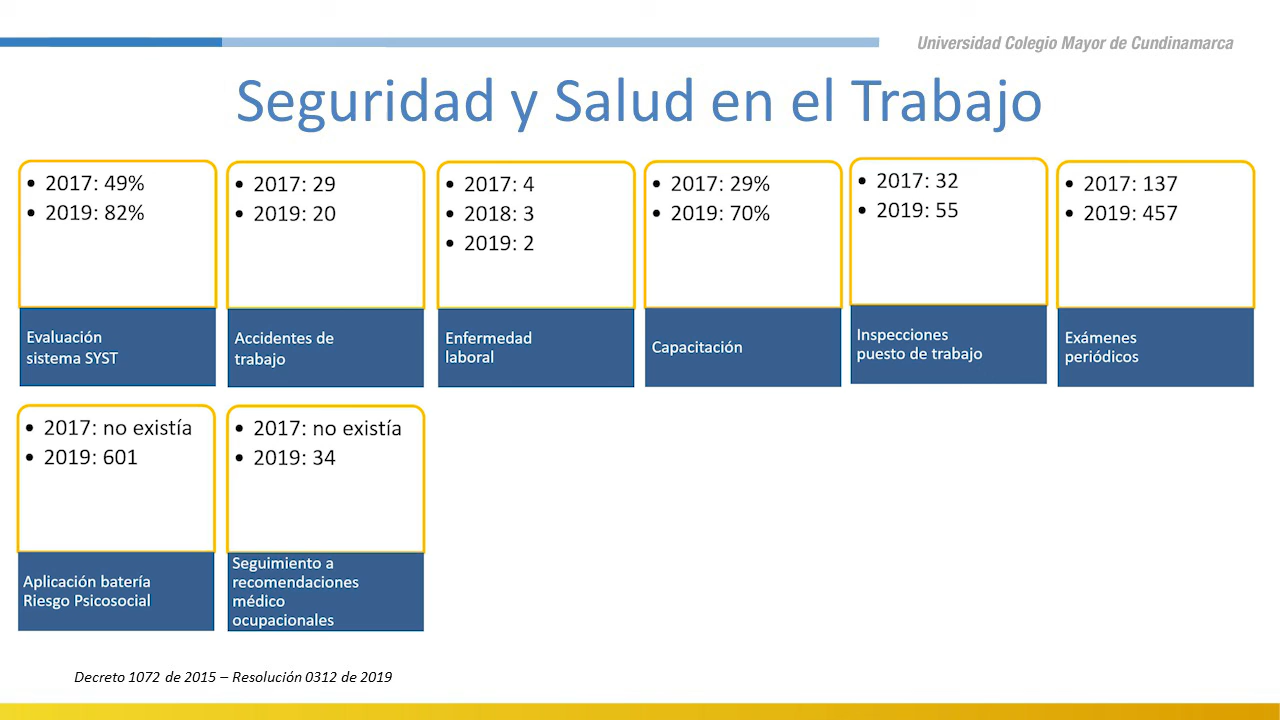 Universidad Colegio Mayor de Cundinamarca
Seguridad y Salud en el Trabajo
• 2017: 49%
• 2019: 82%
Evaluación
sistema SYST
• 2017: 29
• 2019: 20
Accidentes de
trabajo
• 2017: 4
• 2018: 3
• 2019: 2
Enfermedad
laboral
• 2017: 29%
• 2019: 70%
Capacitación
• 2017: 32
• 2019: 55
Inspecciones
puesto de trabajo
• 2017: 137
• 2019: 457
Exámenes
periódicos
• 2017: no existía
• 2019: 601
Aplicación batería
Riesgo Psicosocial
• 2017: no existía
• 2019: 34
Seguimiento a
recomendaciones
médico
ocupacionales
Decreto 1072 de 2015 – Resolución 0312 de 2019